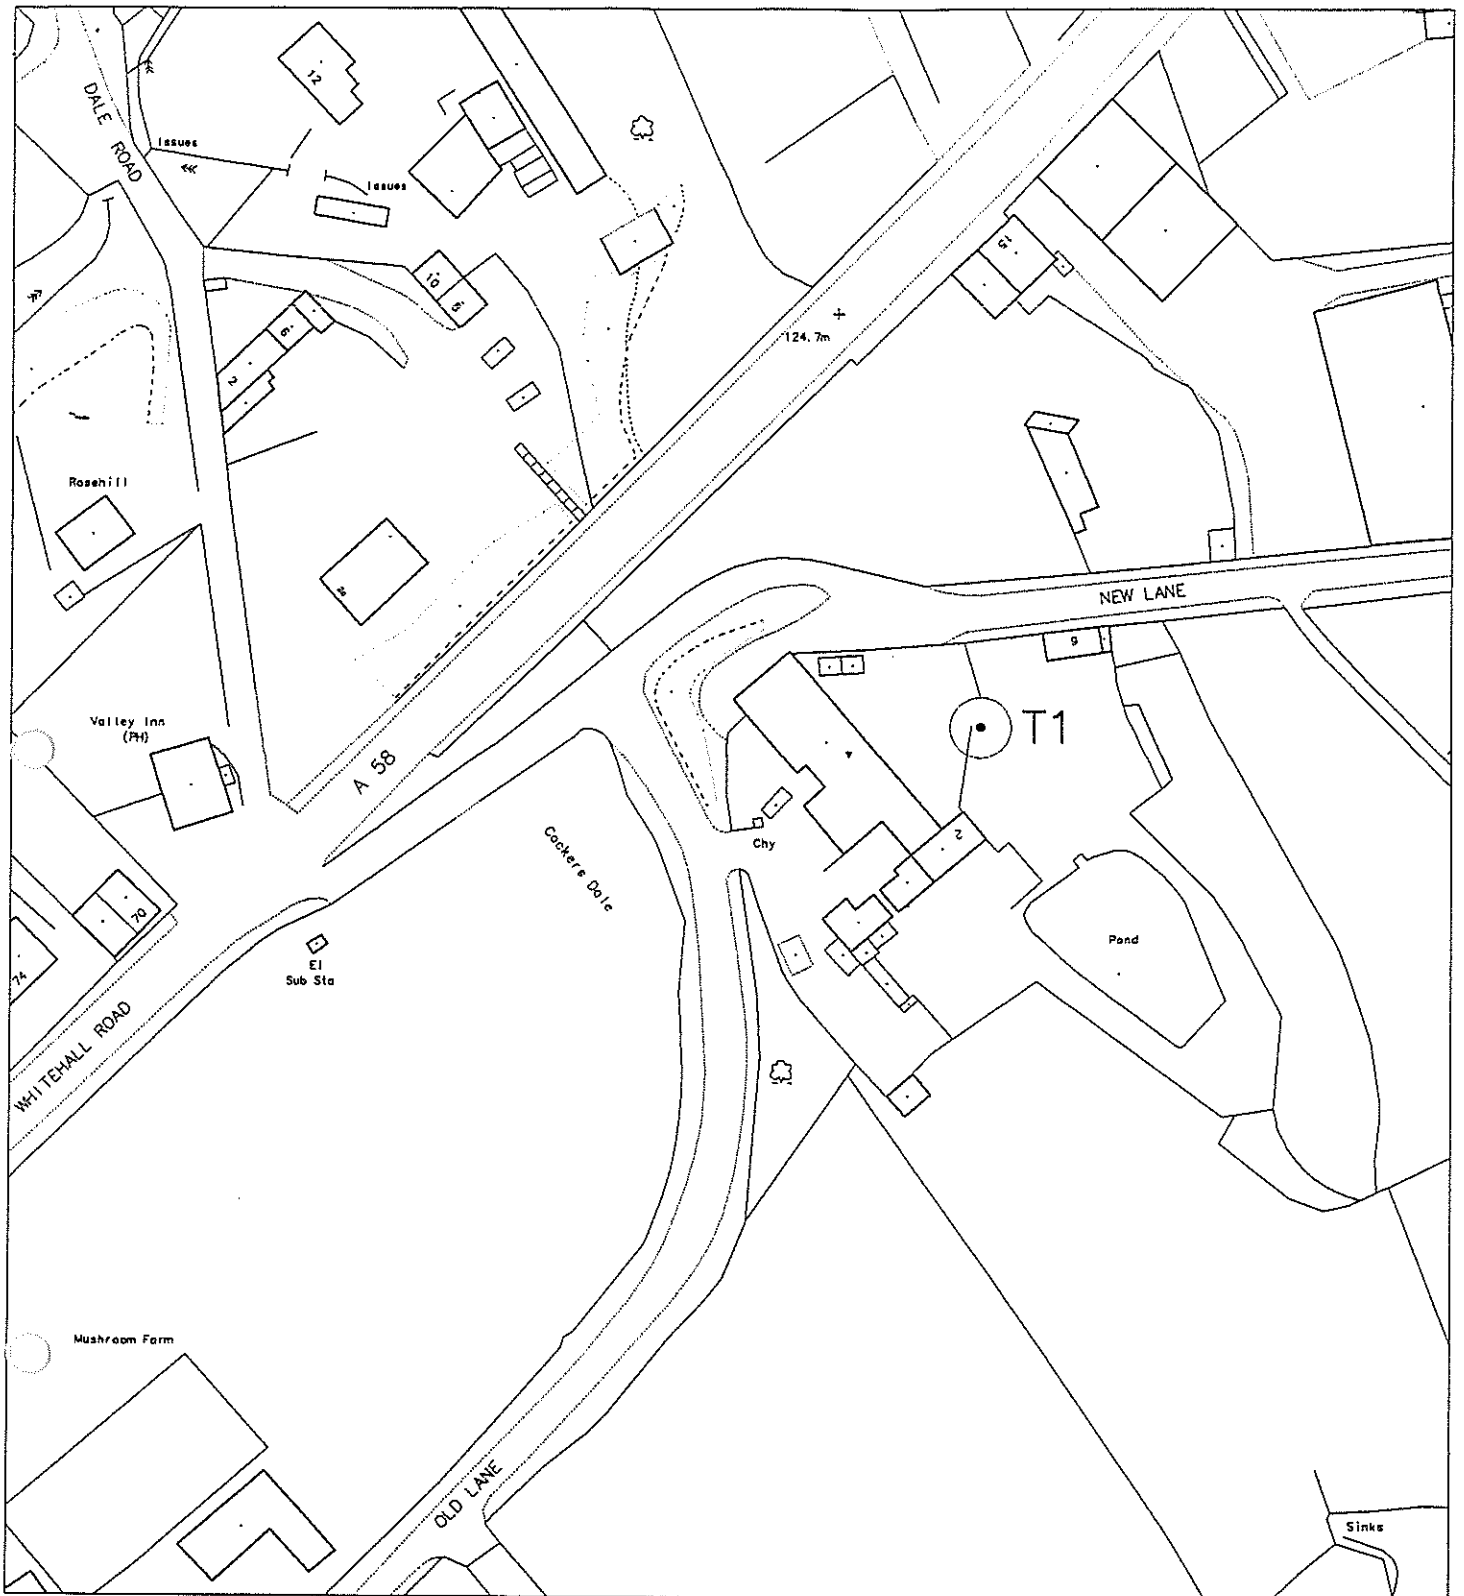 12
DALE ROAD
Issues
Issues
10
8
15
6
124.7m
2
Rosehill
NEW LANE
Valley Inn
(PH)
A 58
T1
Cockers Dale
Chy
2
70
Pond
74
El
Sub Sta
WHITEHALL ROAD
Mushroom Farm
OLD LANE
Sinks